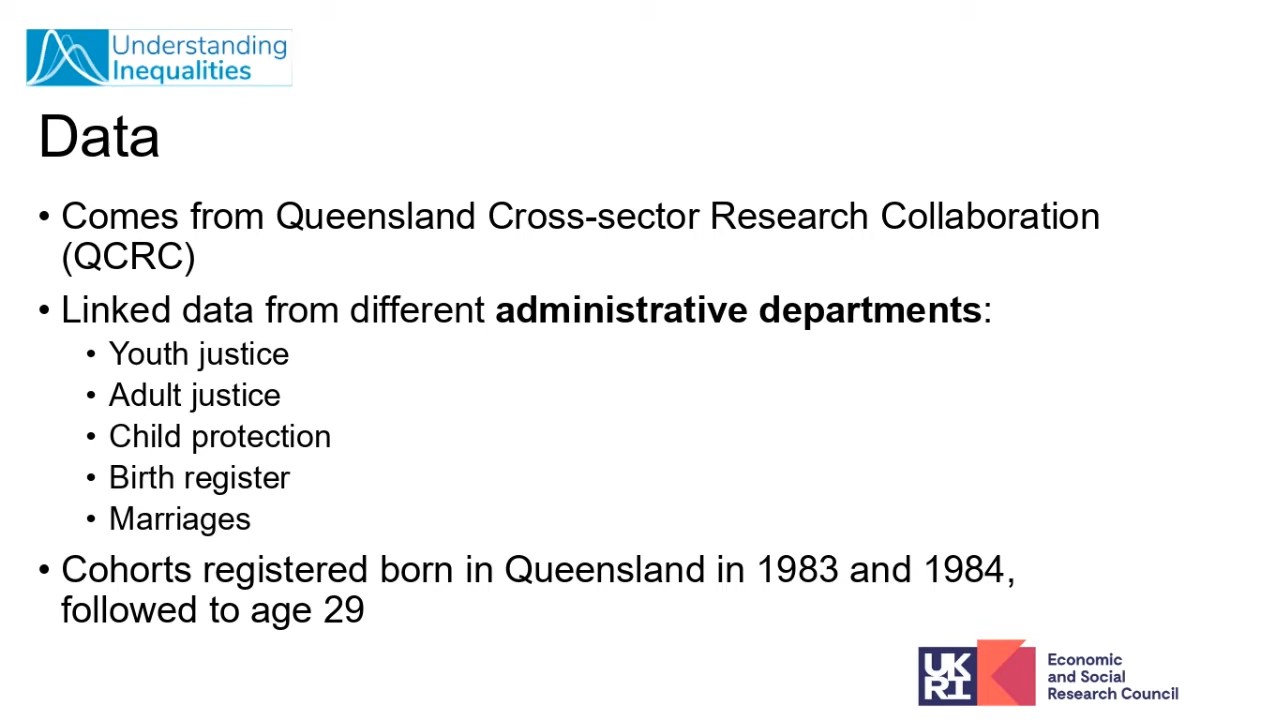 Understanding
Inequalities
Data
• Comes from Queensland Cross-sector Research Collaboration
(QCRC)
• Linked data from different administrative departments:
• Youth justice
• Adult justice
• Child protection
• Birth register
• Marriages
• Cohorts registered born in Queensland in 1983 and 1984,
followed to age 29
UK
RI
Economic
and Social
Research Council